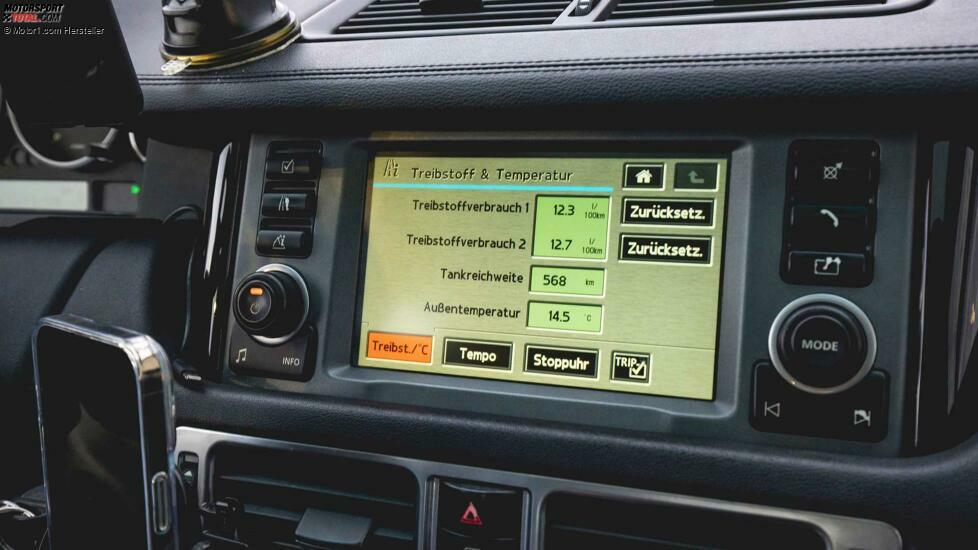 MOTORSPORT
TOTAL.COM
© Motor1.com Hersteller
Treibstoff & Temperatur
Treibstoffverbrauch 1
12.3 l/
100km
Zurücksetz.
Treibstoffverbrauch 2
12.7 l/
100km
Zurücksetz.
Tankreichweite
568 km
Außentemperatur
14.5 °C
Treibst./°C
Tempo
Stoppuhr
TRIP
INFO
MODE